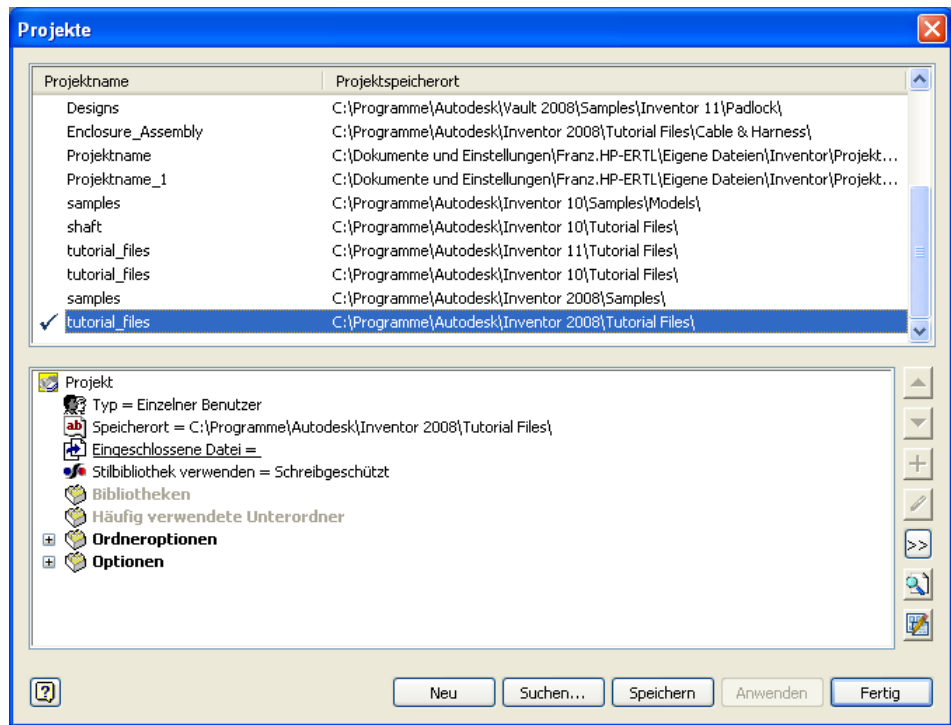 Projekte
Projektname Projektspeicherort
Designs C:\Programme\Autodesk\Vault 2008\Samples\Inventor 11\Padlock\
Enclosure_Assembly C:\Programme\Autodesk\Inventor 2008\Tutorial Files\Cable & Harness\
Projektname C:\Dokumente und Einstellungen\Franz.HP-ERTL\Eigene Dateien\Inventor\Projekt...
Projektname_1 C:\Dokumente und Einstellungen\Franz.HP-ERTL\Eigene Dateien\Inventor\Projekt...
samples C:\Programme\Autodesk\Inventor 10\Samples\Models\
shaft C:\Programme\Autodesk\Inventor 10\Tutorial Files\
tutorial_files C:\Programme\Autodesk\Inventor 11\Tutorial Files\
tutorial_files C:\Programme\Autodesk\Inventor 10\Tutorial Files\
samples C:\Programme\Autodesk\Inventor 2008\Samples\
tutorial_files C:\Programme\Autodesk\Inventor 2008\Tutorial Files\
Projekt
Typ = Einzelner Benutzer
ab Speicherort = C:\Programme\Autodesk\Inventor 2008\Tutorial Files\
Eingeschlossene Datei =
Stilbibliothek verwenden = Schreibgeschützt
Bibliotheken
Häufig verwendete Unterordner
Ordneroptionen
Optionen
>>
? Neu Suchen... Speichern Anwenden Fertig